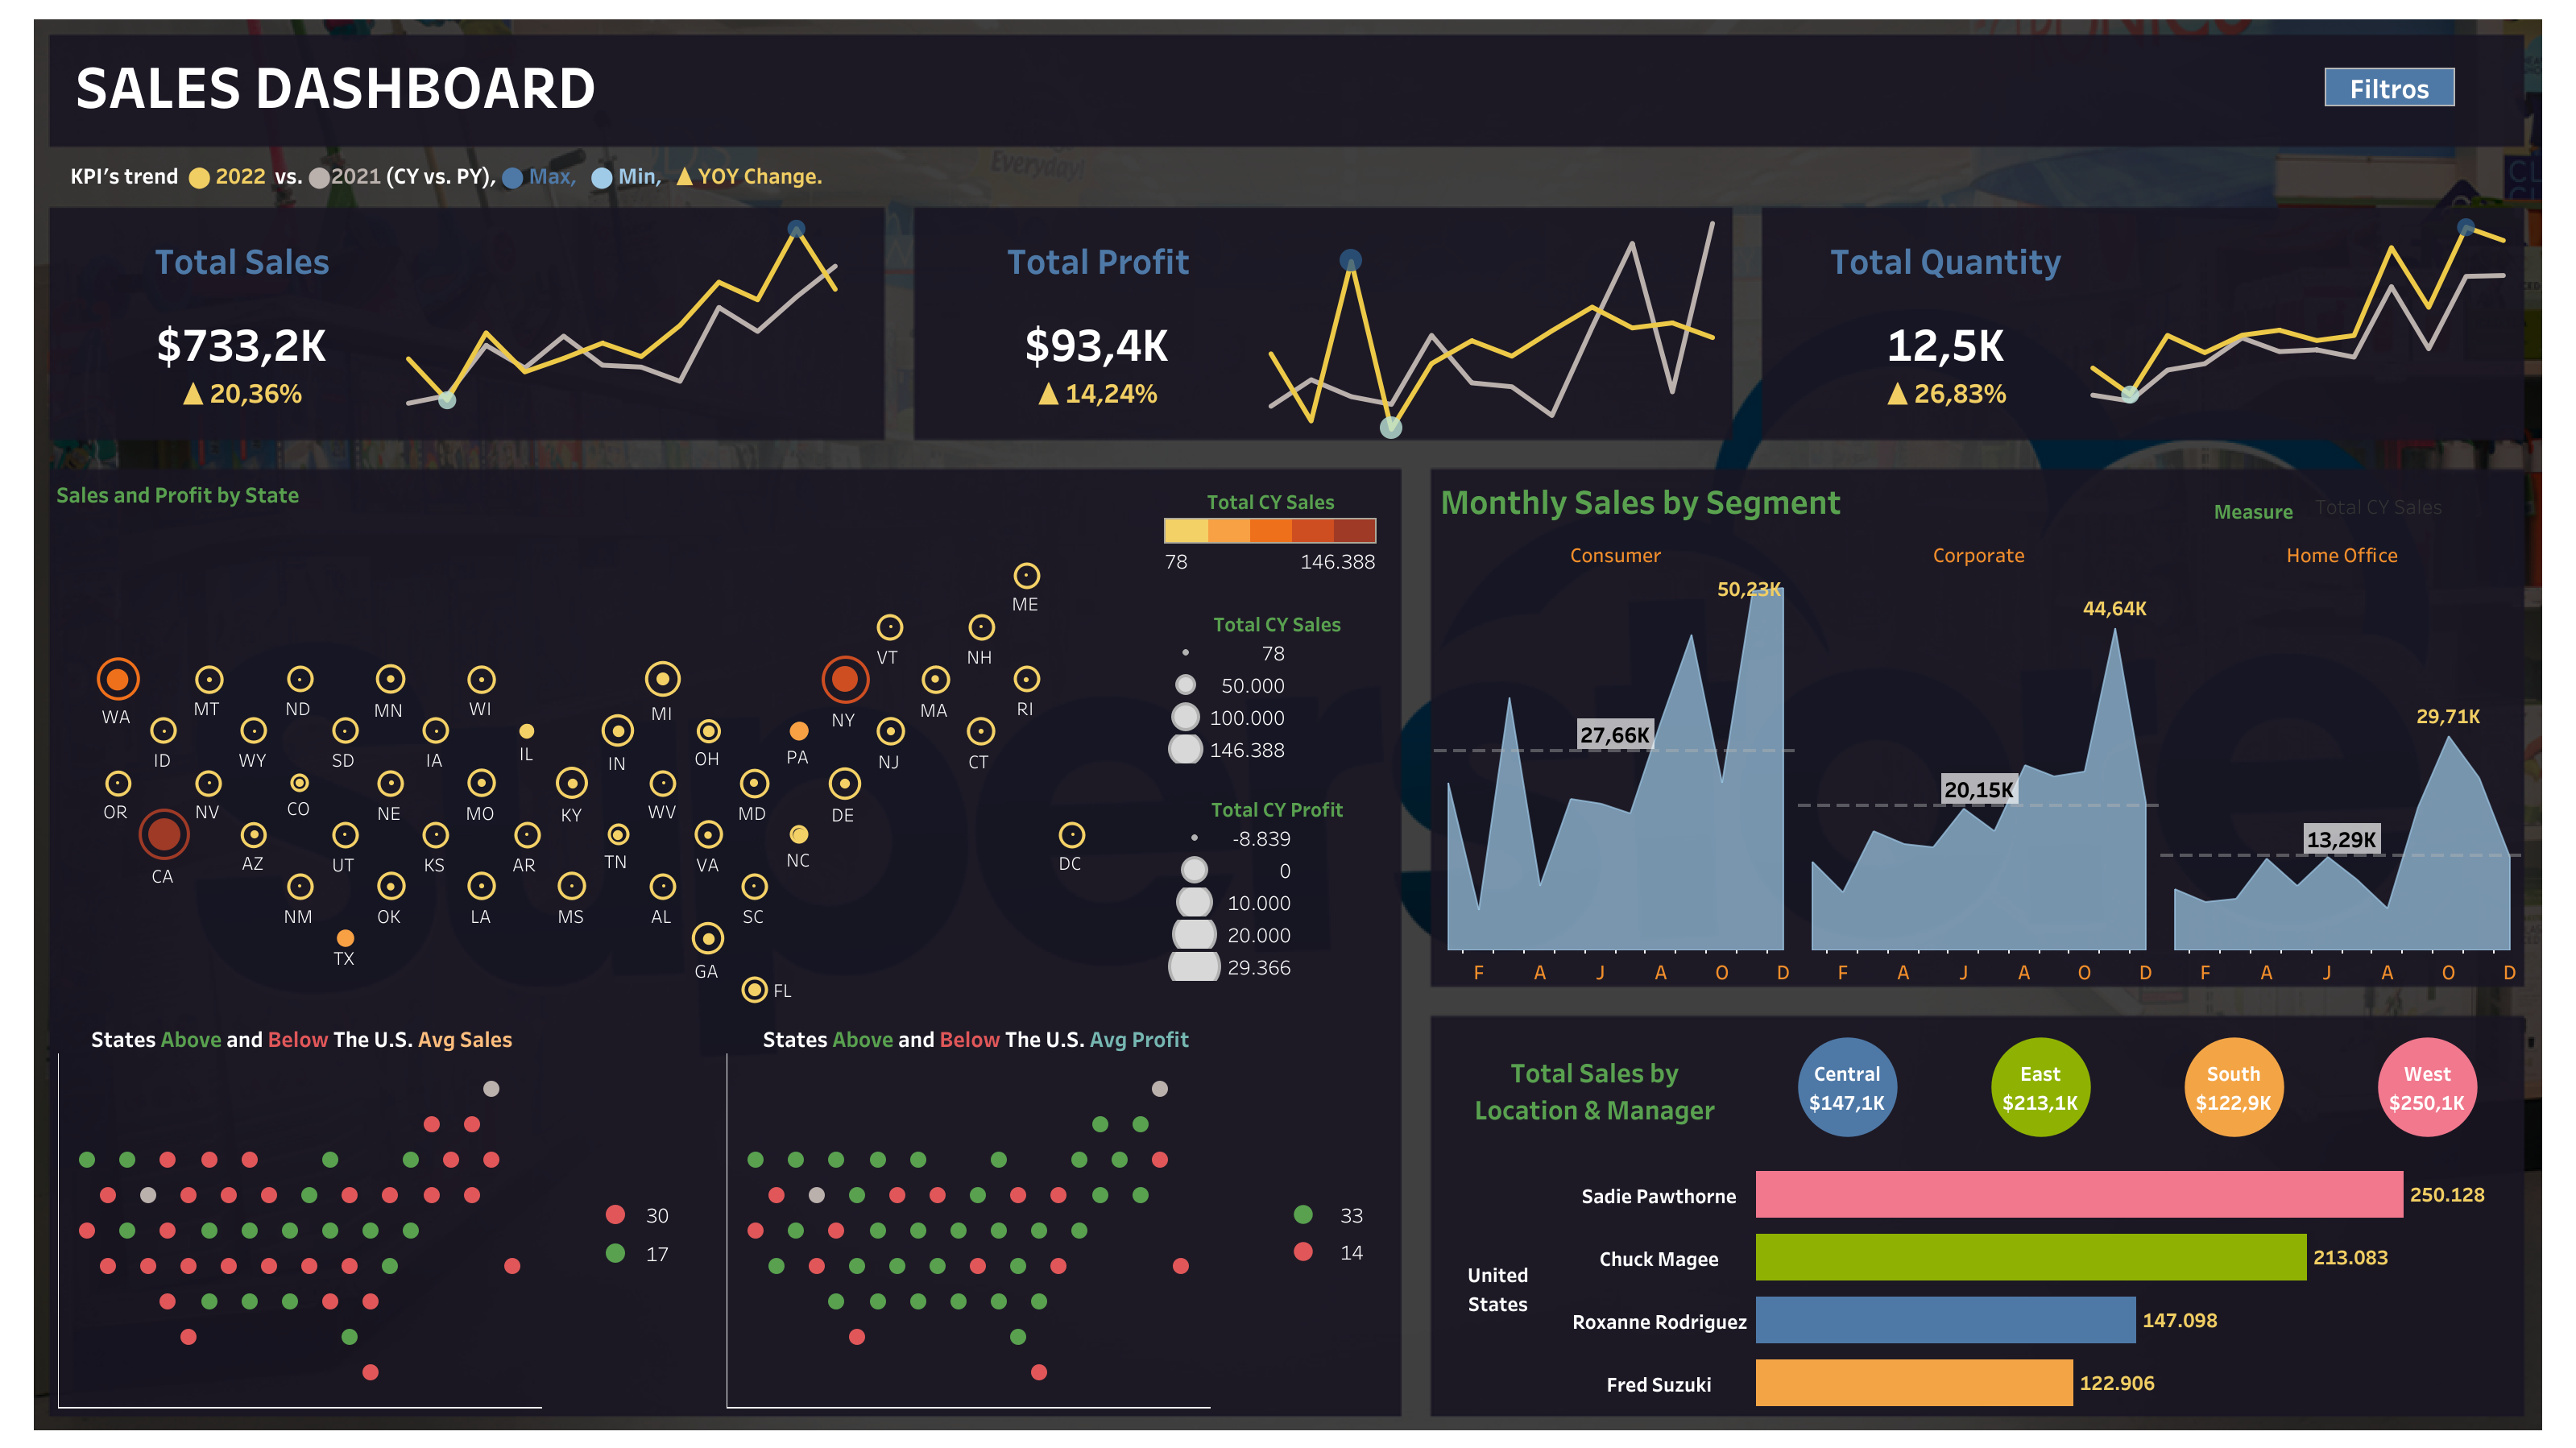 SALES DASHBOARD
Filtros
Everyday!
KPI's trend 2022 vs. 2021 (CY vs. PY), Max, Min, ▲ YOY Change.
Total Sales
$733,2K
▲ 20,36%
Total Profit
$93,4K
▲ 14,24%
Total Quantity
12,5K
▲ 26,83%
Sales and Profit by State
Total CY Sales
78 146.388
Total CY Sales
78
50.000
100.000
146.388
Total CY Profit
-8.839
0
10.000
20.000
29.366
ME
VT NH
WA MT ND MN WI MI NY MA RI
ID WY SD IA IL IN OH PA NJ CT
OR NV CO NE MO KY WV MD DE
CA AZ UT KS AR TN VA NC DC
NM OK LA MS AL SC
TX GA
FL
States Above and Below The U.S. Avg Sales
30
17
States Above and Below The U.S. Avg Profit
33
14
Monthly Sales by Segment
Measure Total CY Sales
Consumer Corporate Home Office
50,23K
44,64K
29,71K
27,66K
20,15K
13,29K
F A J A O D F A J A O D F A J A O D
Total Sales by
Location & Manager
Central
$147,1K
East
$213,1K
South
$122,9K
West
$250,1K
United
States
Sadie Pawthorne 250.128
Chuck Magee 213.083
Roxanne Rodriguez 147.098
Fred Suzuki 122.906